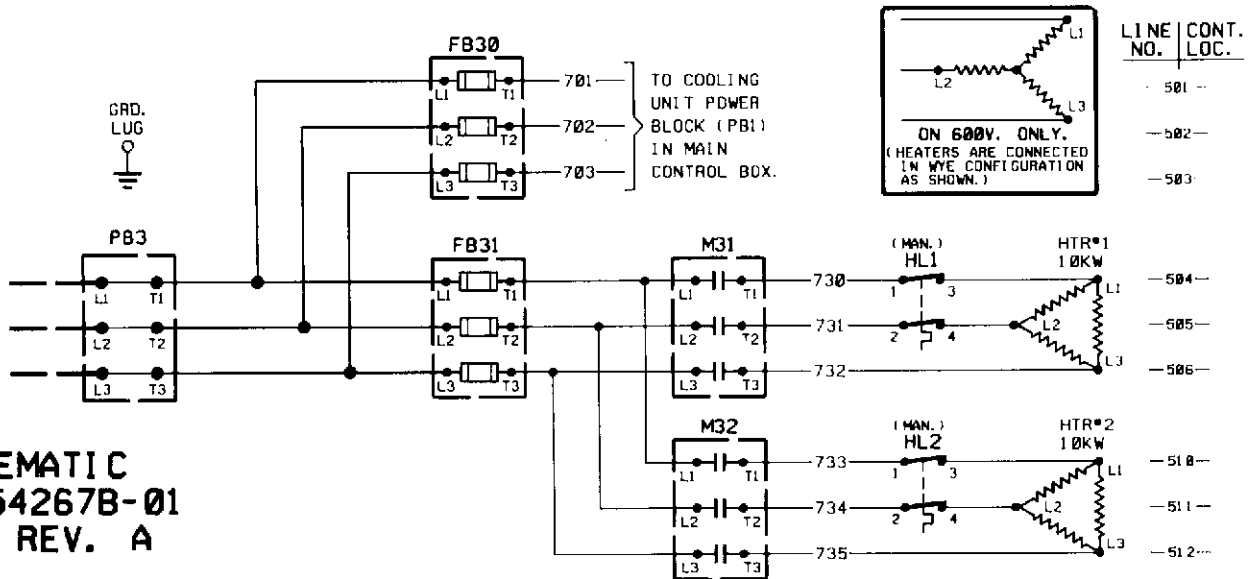 FB30
L1 T1 701
L2 T2 702
L3 T3 703
TO COOLING
UNIT POWER
BLOCK (PB1)
IN MAIN
CONTROL BOX.
L1
L2
L3
ON 600V. ONLY.
(HEATERS ARE CONNECTED
IN WYE CONFIGURATION
AS SHOWN.)
LINE CONT.
NO. LOC.
501
502
503
GRD.
LUG
PB3
L1 T1
L2 T2
L3 T3
FB31
L1 T1
L2 T2
L3 T3
M31
L1 T1 730
L2 T2 731
L3 T3 732
(MAN.)
HL1
1 3
2 4
HTR#1
10KW
L1
L2
L3
504
505
506
M32
L1 T1 733
L2 T2 734
L3 T3 735
(MAN.)
HL2
1 3
2 4
HTR#2
10KW
L1
L2
L3
510
511
512
EMATIC
54267B-01
REV. A